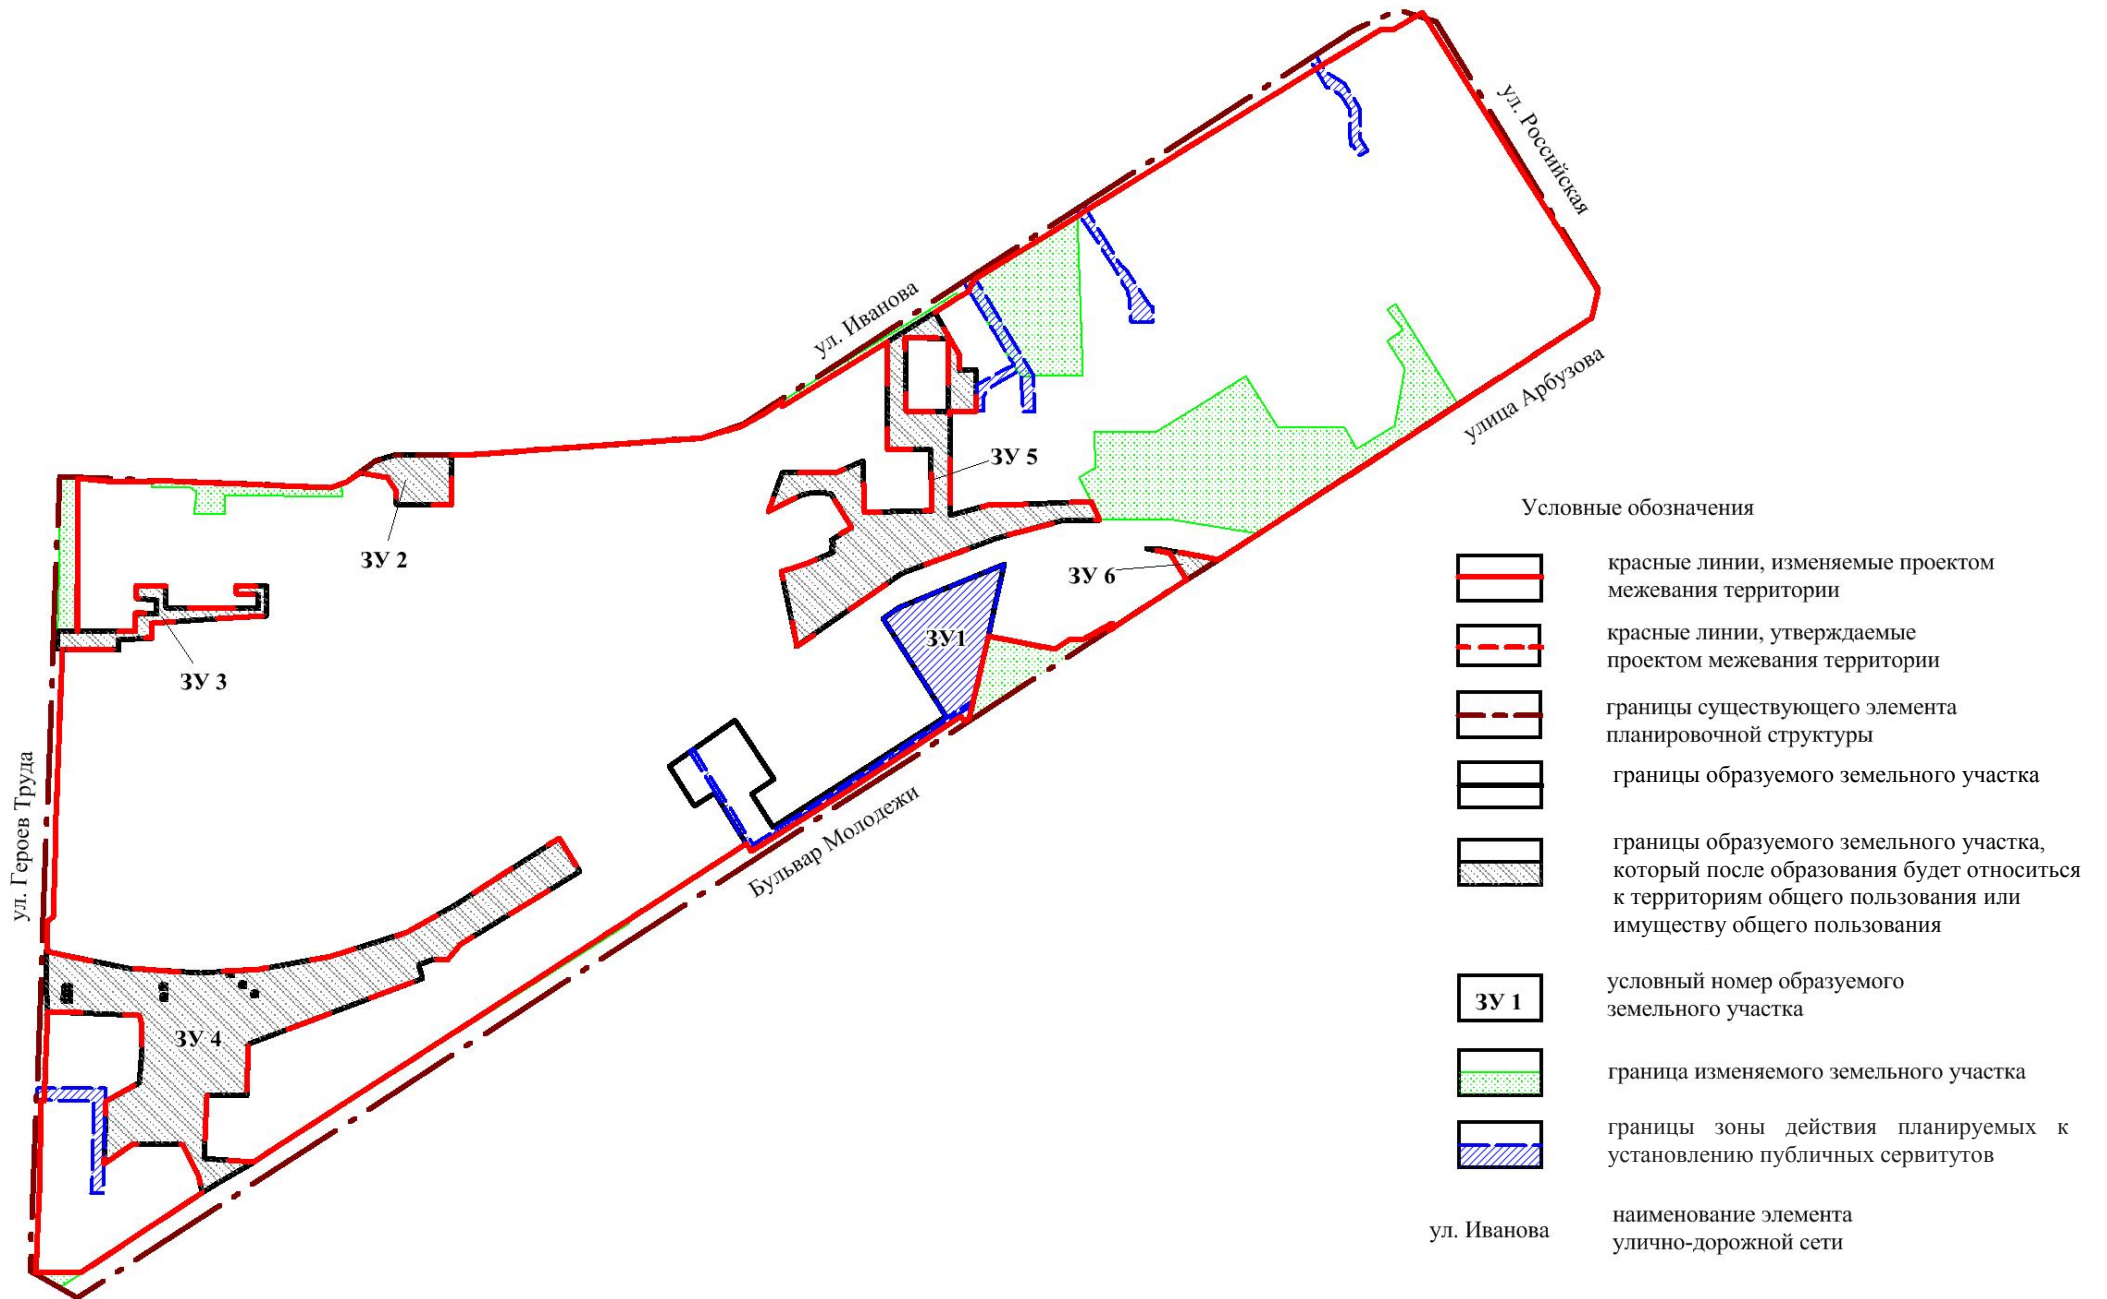 ул. Российская
ул. Иванова
улица Арбузова
ЗУ 5
ЗУ 2
ЗУ 6
ЗУ1
ЗУ 3
ул. Героев Труда
Бульвар Молодежи
ЗУ 4
Условные обозначения
красные линии, изменяемые проектом
межевания территории
красные линии, утверждаемые
проектом межевания территории
границы существующего элемента
планировочной структуры
границы образуемого земельного участка
границы образуемого земельного участка,
который после образования будет относиться
к территориям общего пользования или
имуществу общего пользования
ЗУ 1
условный номер образуемого
земельного участка
граница изменяемого земельного участка
границы зоны действия планируемых к
установлению публичных сервитутов
ул. Иванова
наименование элемента
улично-дорожной сети